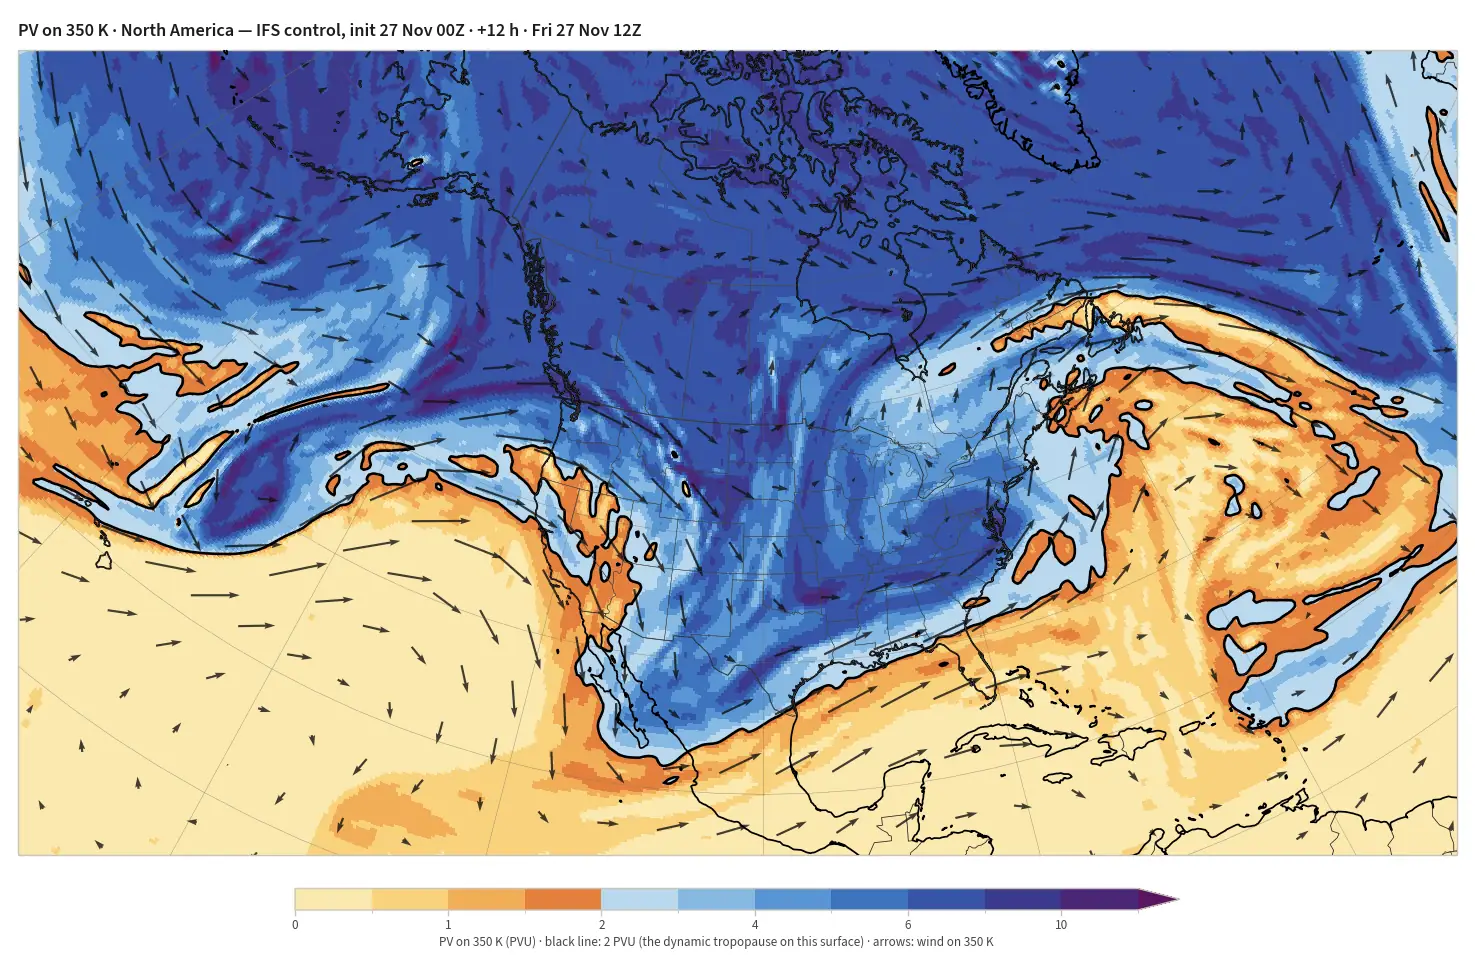 PV on 350 K · North America — IFS control, init 27 Nov 00Z · +12 h · Fri 27 Nov 12Z
0 1 2 4 6 10
PV on 350 K (PVU) · black line: 2 PVU (the dynamic tropopause on this surface) · arrows: wind on 350 K